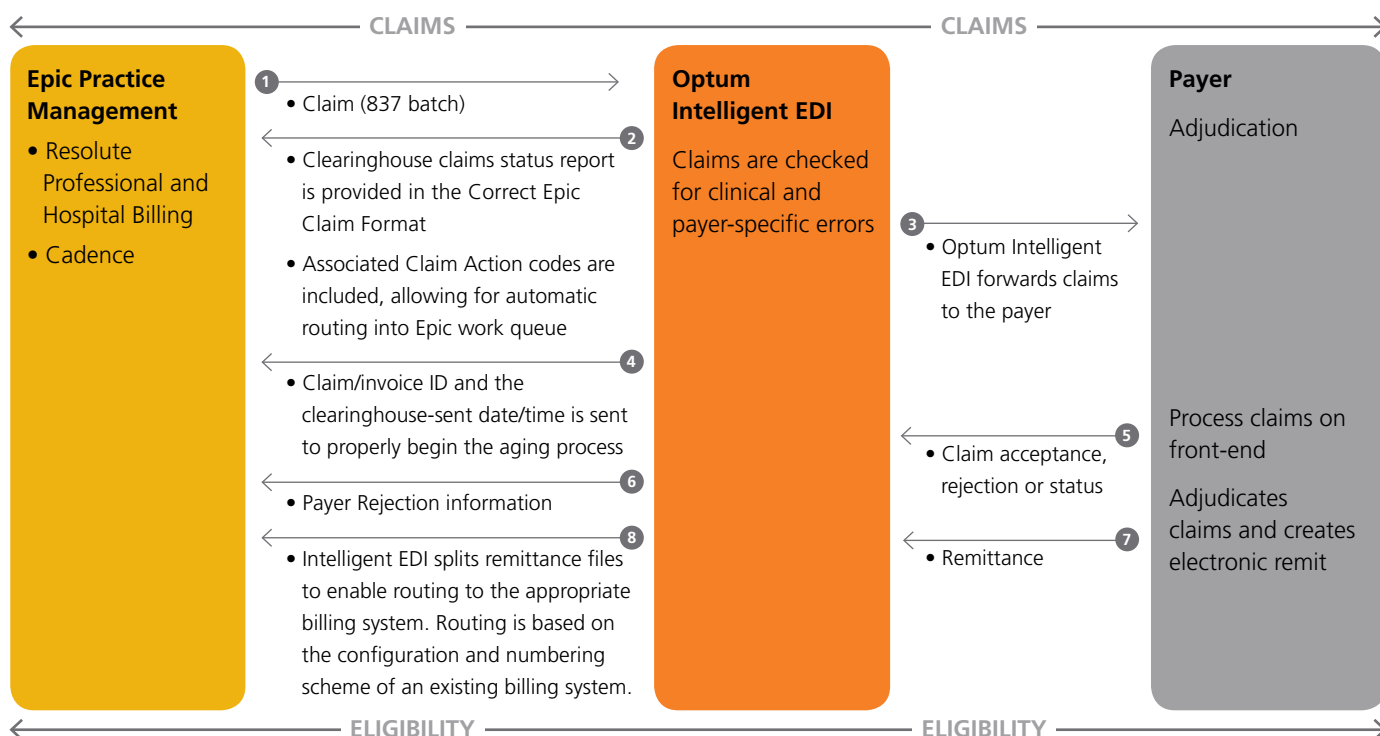 CLAIMS
CLAIMS
Epic Practice
Management
• Resolute
Professional and
Hospital Billing
• Cadence
1
• Claim (837 batch)
2
• Clearinghouse claims status report
is provided in the Correct Epic
Claim Format
• Associated Claim Action codes are
included, allowing for automatic
routing into Epic work queue
4
• Claim/invoice ID and the
clearinghouse-sent date/time is sent
to properly begin the aging process
6
• Payer Rejection information
8
• Intelligent EDI splits remittance files
to enable routing to the appropriate
billing system. Routing is based on
the configuration and numbering
scheme of an existing billing system.
Optum
Intelligent EDI
Claims are checked
for clinical and
payer-specific errors
3
• Optum Intelligent
EDI forwards claims
to the payer
5
• Claim acceptance,
rejection or status
7
• Remittance
Payer
Adjudication
Process claims on
front-end
Adjudicates
claims and creates
electronic remit
ELIGIBILITY
ELIGIBILITY